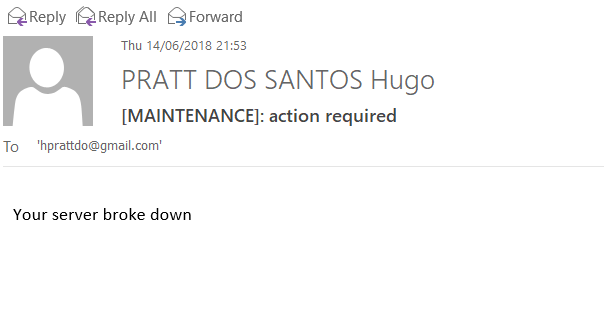 Reply Reply All Forward
Thu 14/06/2018 21:53
PRATT DOS SANTOS Hugo
[MAINTENANCE]: action required
To 'hprattdo@gmail.com'
Your server broke down